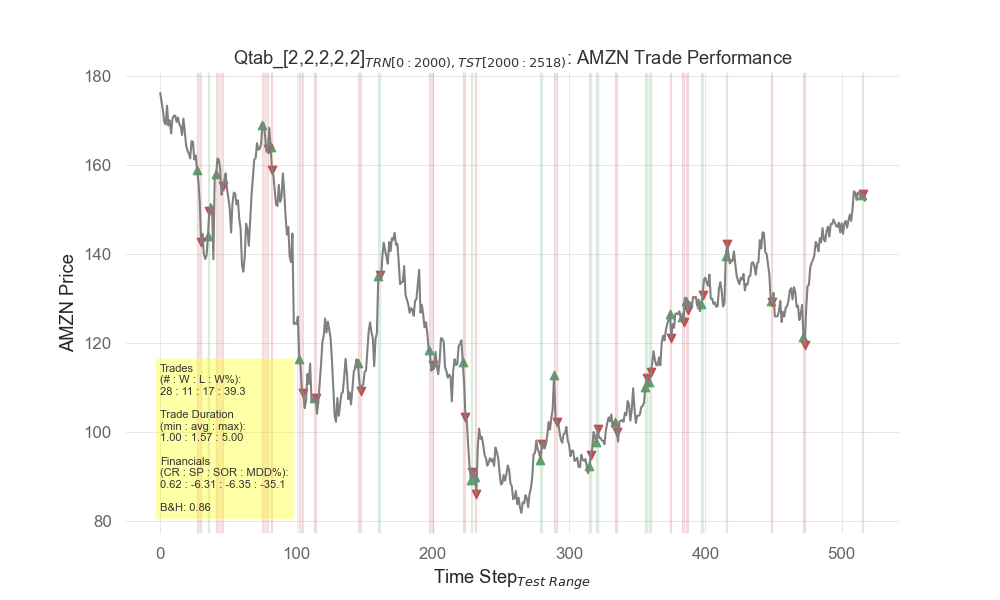 Qtab_[2,2,2,2,2]TRN[0 : 2000), TST[2000 : 2518): AMZN Trade Performance
180
160
140
120
100
80
AMZN Price
Trades
(# : W : L : W%):
28 : 11 : 17 : 39.3
Trade Duration
(min : avg : max):
1.00 : 1.57 : 5.00
Financials
(CR : SP : SOR : MDD%):
0.62 : -6.31 : -6.35 : -35.1
B&H: 0.86
0 100 200 300 400 500
Time StepTest Range